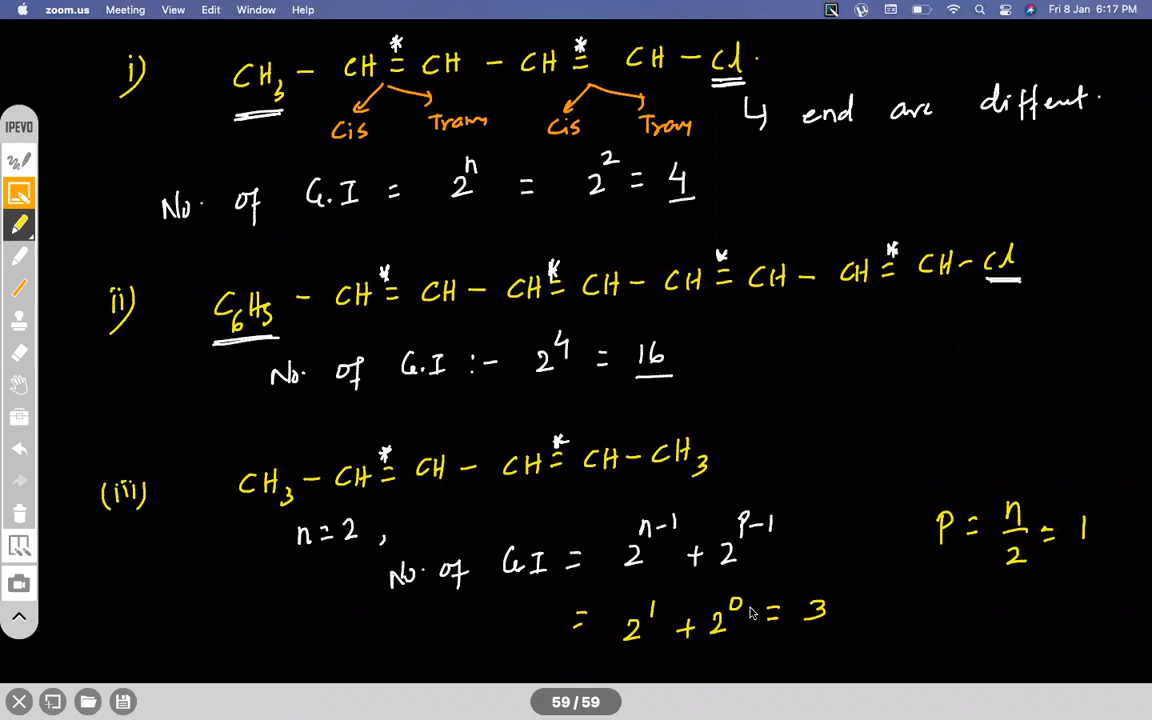 zoom.us Meeting View Edit Window Help Fri 8 Jan 6:17 PM
i) CH3 - CH = CH - CH = CH - Cl.
* *
Cis Trans Cis Tran
↳ end are diffent.
No. of G.I = 2^n = 2^2 = 4
IPEVO
ii) C6H5 - CH = CH - CH = CH - CH = CH - CH = CH - Cl
* * * *
No. of G.I :- 2^4 = 16
(iii) CH3 - CH = CH - CH = CH - CH3
* *
n = 2 ,
No. of G.I = 2^n-1 + 2^P-1
P = n/2 = 1
= 2^1 + 2^0 = 3
59 / 59